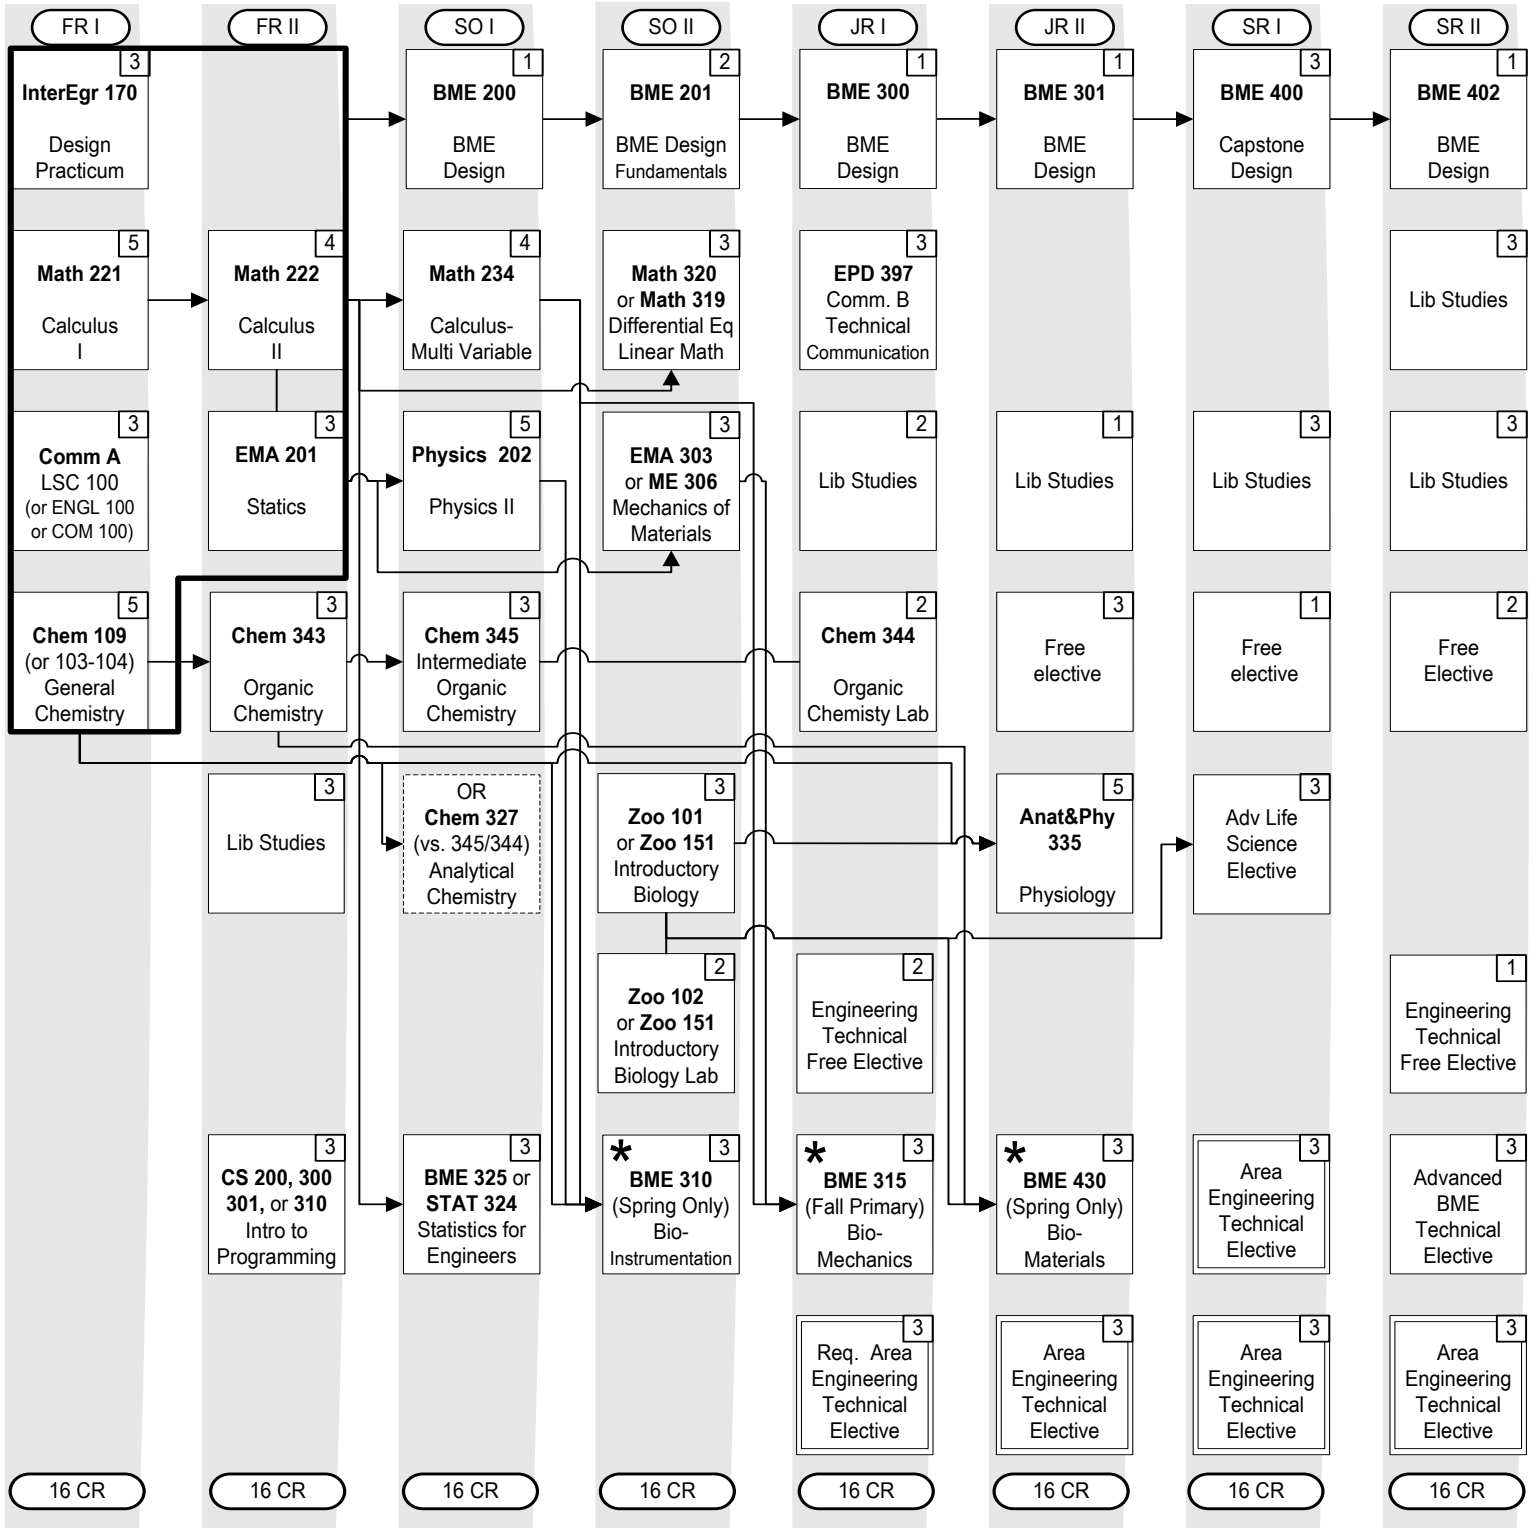 FR I
FR II
SO I
SO II
JR I
JR II
SR I
SR II
3
InterEgr 170
Design
Practicum
1
BME 200
BME
Design
2
BME 201
BME Design
Fundamentals
1
BME 300
BME
Design
1
BME 301
BME
Design
3
BME 400
Capstone
Design
1
BME 402
BME
Design
5
Math 221
Calculus
I
4
Math 222
Calculus
II
4
Math 234
Calculus-
Multi Variable
3
Math 320
or Math 319
Differential Eq
Linear Math
3
EPD 397
Comm. B
Technical
Communication
3
Lib Studies
3
Comm A
LSC 100
(or ENGL 100
or COM 100)
3
EMA 201
Statics
5
Physics 202
Physics II
3
EMA 303
or ME 306
Mechanics of
Materials
2
Lib Studies
1
Lib Studies
3
Lib Studies
3
Lib Studies
5
Chem 109
(or 103-104)
General
Chemistry
3
Chem 343
Organic
Chemistry
3
Chem 345
Intermediate
Organic
Chemistry
2
Chem 344
Organic
Chemisty Lab
3
Free
elective
1
Free
elective
2
Free
Elective
3
Lib Studies
OR
Chem 327
(vs. 345/344)
Analytical
Chemistry
3
Zoo 101
or Zoo 151
Introductory
Biology
5
Anat&Phy
335
Physiology
3
Adv Life
Science
Elective
2
Zoo 102
or Zoo 151
Introductory
Biology Lab
2
Engineering
Technical
Free Elective
1
Engineering
Technical
Free Elective
3
CS 200, 300
301, or 310
Intro to
Programming
3
BME 325 or
STAT 324
Statistics for
Engineers
* 3
BME 310
(Spring Only)
Bio-
Instrumentation
* 3
BME 315
(Fall Primary)
Bio-
Mechanics
* 3
BME 430
(Spring Only)
Bio-
Materials
3
Area
Engineering
Technical
Elective
3
Advanced
BME
Technical
Elective
3
Req. Area
Engineering
Technical
Elective
3
Area
Engineering
Technical
Elective
3
Area
Engineering
Technical
Elective
3
Area
Engineering
Technical
Elective
16 CR
16 CR
16 CR
16 CR
16 CR
16 CR
16 CR
16 CR